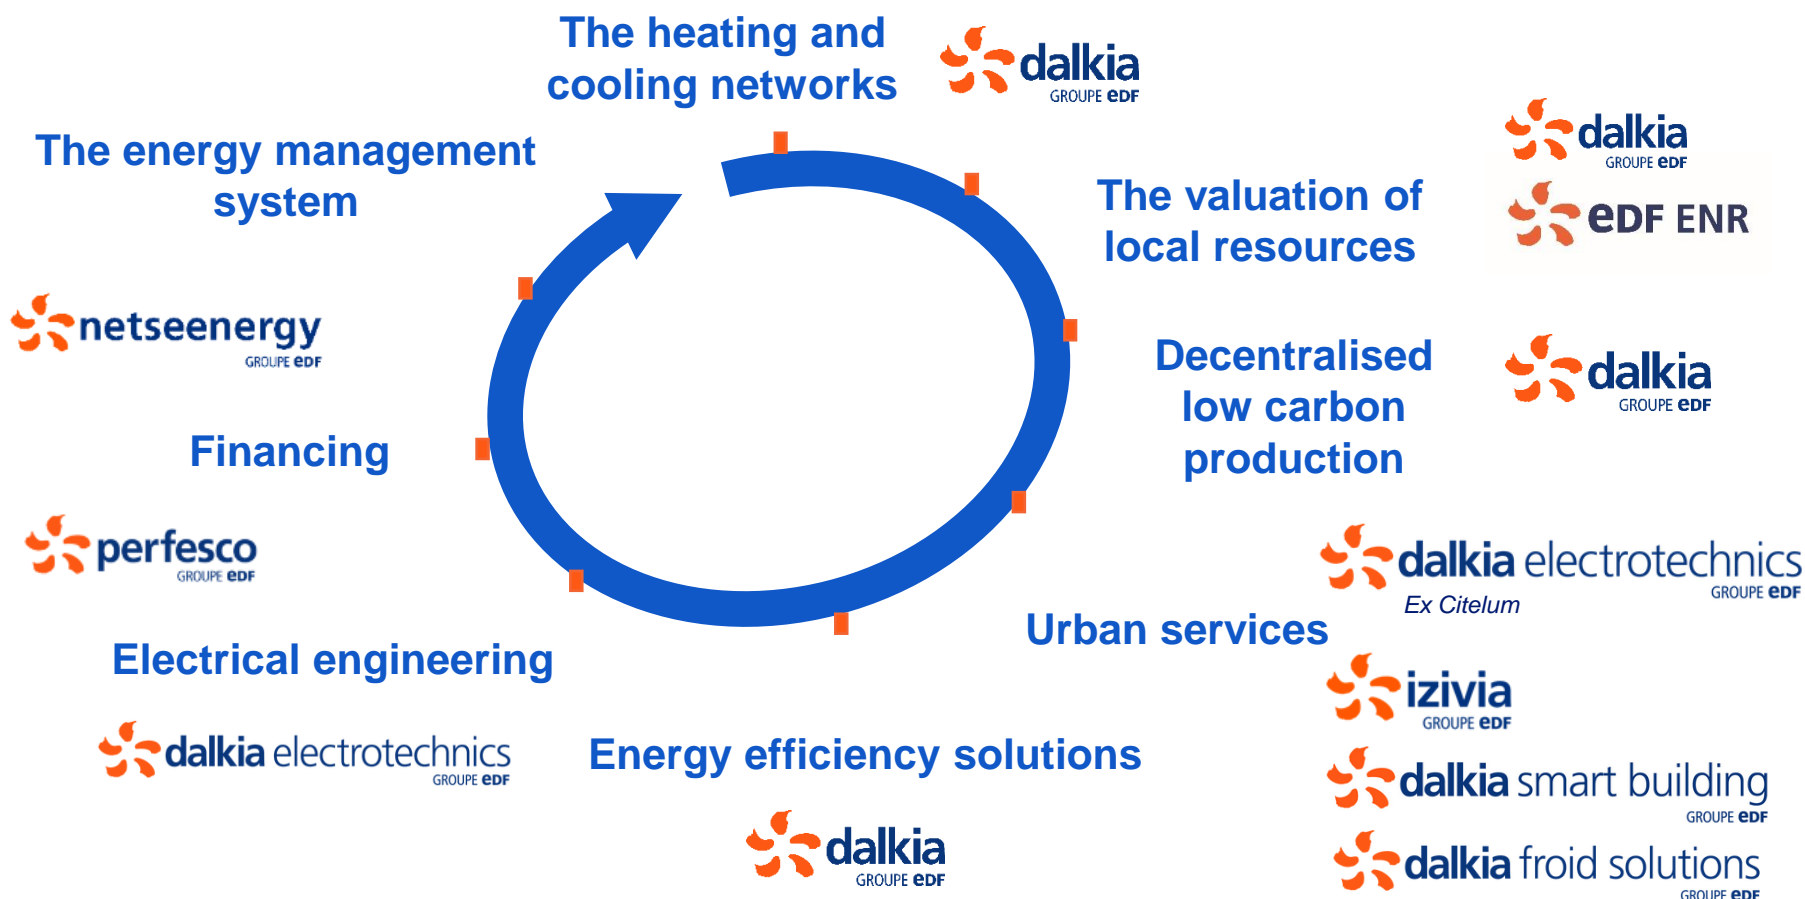 The heating and
cooling networks
dalkia
GROUPE eDF
The valuation of
local resources
dalkia
GROUPE eDF
eDF ENR
Decentralised
low carbon
production
dalkia
GROUPE eDF
Urban services
dalkia electrotechnics
GROUPE eDF
Ex Citelum
izivia
GROUPE eDF
dalkia smart building
GROUPE eDF
dalkia froid solutions
GROUPE eDF
Energy efficiency solutions
dalkia
GROUPE eDF
Electrical engineering
dalkia electrotechnics
GROUPE eDF
Financing
perfesco
GROUPE eDF
The energy management
system
netseenergy
GROUPE eDF